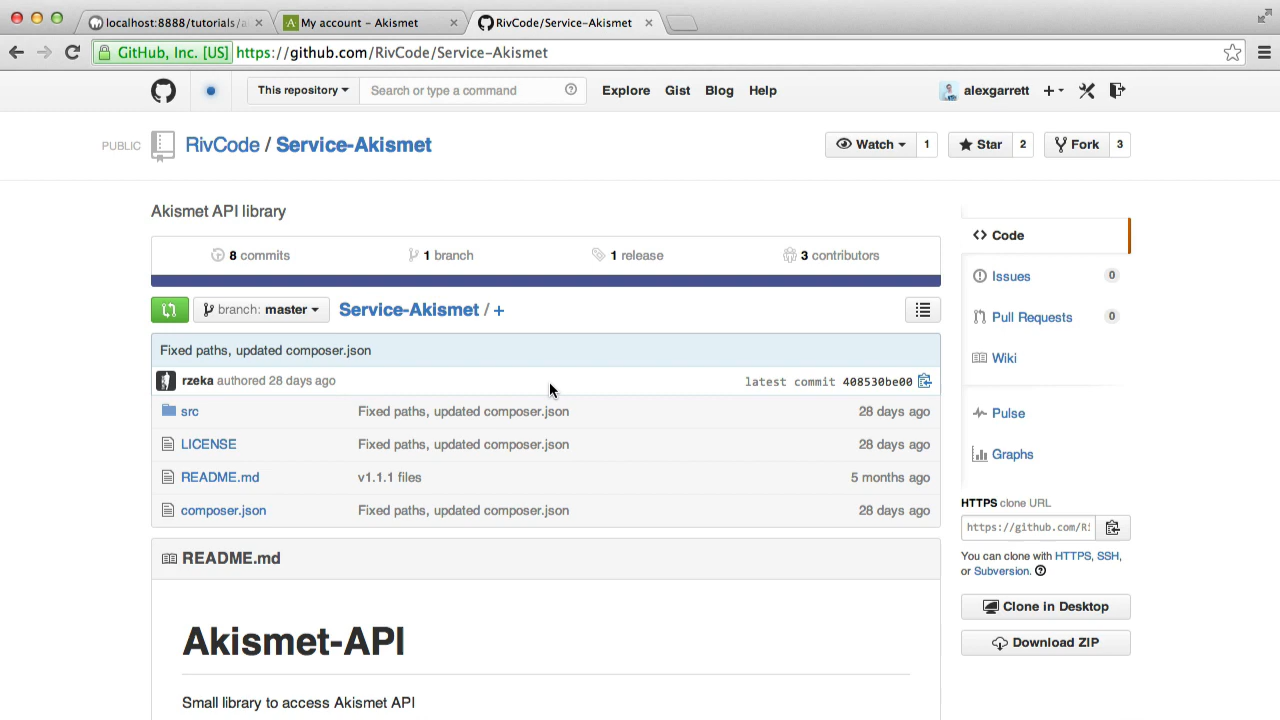 localhost:8888/tutorials/a
My account - Akismet
RivCode/Service-Akismet
GitHub, Inc. [US] https://github.com/RivCode/Service-Akismet
This repository
Search or type a command
Explore
Gist
Blog
Help
alexgarrett
PUBLIC
RivCode / Service-Akismet
Watch 1
Star 2
Fork 3
Akismet API library
8 commits
1 branch
1 release
3 contributors
branch: master
Service-Akismet / +
Fixed paths, updated composer.json
rzeka authored 28 days ago
latest commit 408530be00
src Fixed paths, updated composer.json 28 days ago
LICENSE Fixed paths, updated composer.json 28 days ago
README.md v1.1.1 files 5 months ago
composer.json Fixed paths, updated composer.json 28 days ago
README.md
Akismet-API
Small library to access Akismet API
Code
Issues 0
Pull Requests 0
Wiki
Pulse
Graphs
HTTPS clone URL
https://github.com/Ri
You can clone with HTTPS, SSH,
or Subversion.
Clone in Desktop
Download ZIP